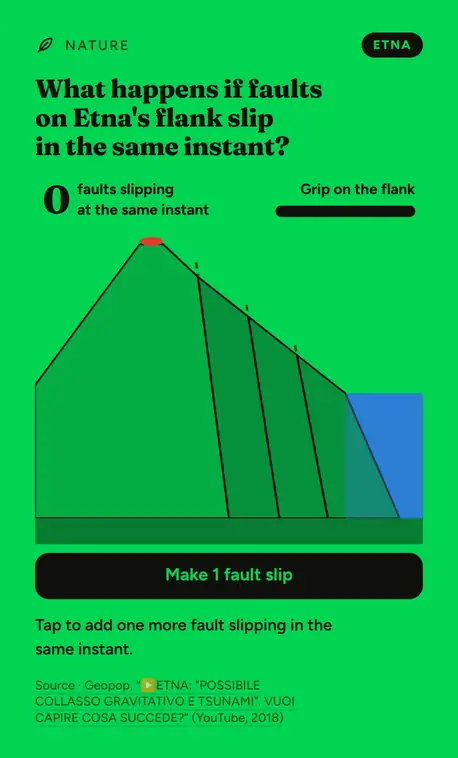 NATURE
ETNA
What happens if faults
on Etna's flank slip
in the same instant?
0 faults slipping
at the same instant
Grip on the flank
Make 1 fault slip
Tap to add one more fault slipping in the
same instant.
Source · Geopop, "▶️ETNA: "POSSIBILE
COLLASSO GRAVITATIVO E TSUNAMI". VUOI
CAPIRE COSA SUCCEDE?" (YouTube, 2018)